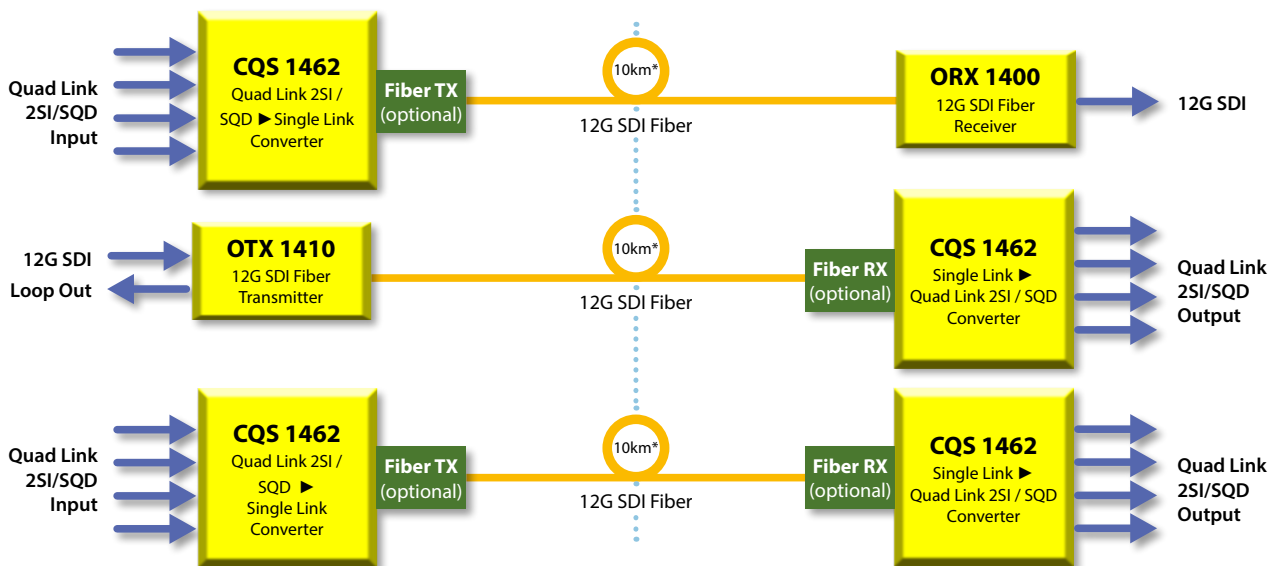 Quad Link
2SI/SQD
Input
CQS 1462
Quad Link 2SI /
SQD ►Single Link
Converter
Fiber TX
(optional)
10km*
12G SDI Fiber
ORX 1400
12G SDI Fiber
Receiver
12G SDI
12G SDI
Loop Out
OTX 1410
12G SDI Fiber
Transmitter
10km*
12G SDI Fiber
Fiber RX
(optional)
CQS 1462
Single Link ►
Quad Link 2SI / SQD
Converter
Quad Link
2SI/SQD
Output
Quad Link
2SI/SQD
Input
CQS 1462
Quad Link 2SI /
SQD ►
Single Link
Converter
Fiber TX
(optional)
10km*
12G SDI Fiber
Fiber RX
(optional)
CQS 1462
Single Link ►
Quad Link 2SI / SQD
Converter
Quad Link
2SI/SQD
Output